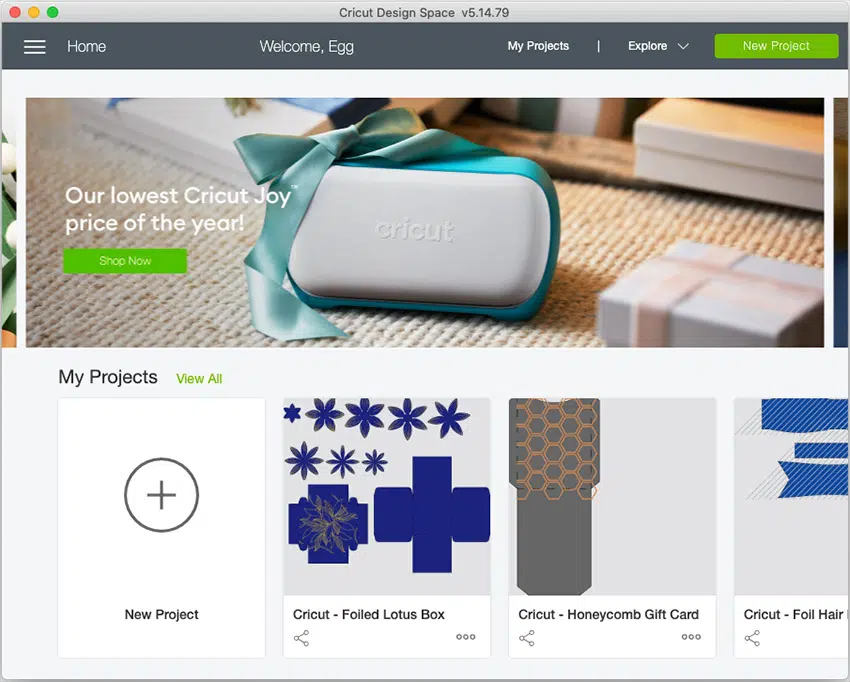 Cricut Design Space v5.14.79
Home
Welcome, Egg
My Projects | Explore
New Project
Our lowest Cricut Joy™
price of the year!
Shop Now
cricut
My Projects View All
New Project
Cricut - Foiled Lotus Box
Cricut - Honeycomb Gift Card
Cricut - Foil Hair